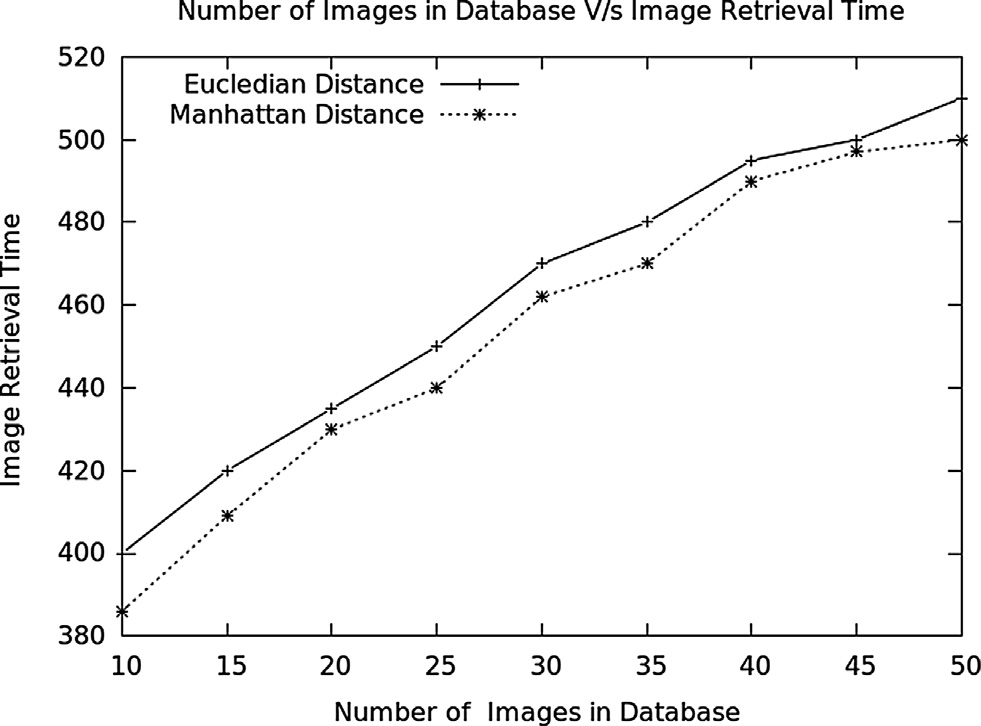 Number of Images in Database V/s Image Retrieval Time
520
500
480
460
440
420
400
380
Eucledian Distance
Manhattan Distance
Image Retrieval Time
10 15 20 25 30 35 40 45 50
Number of Images in Database